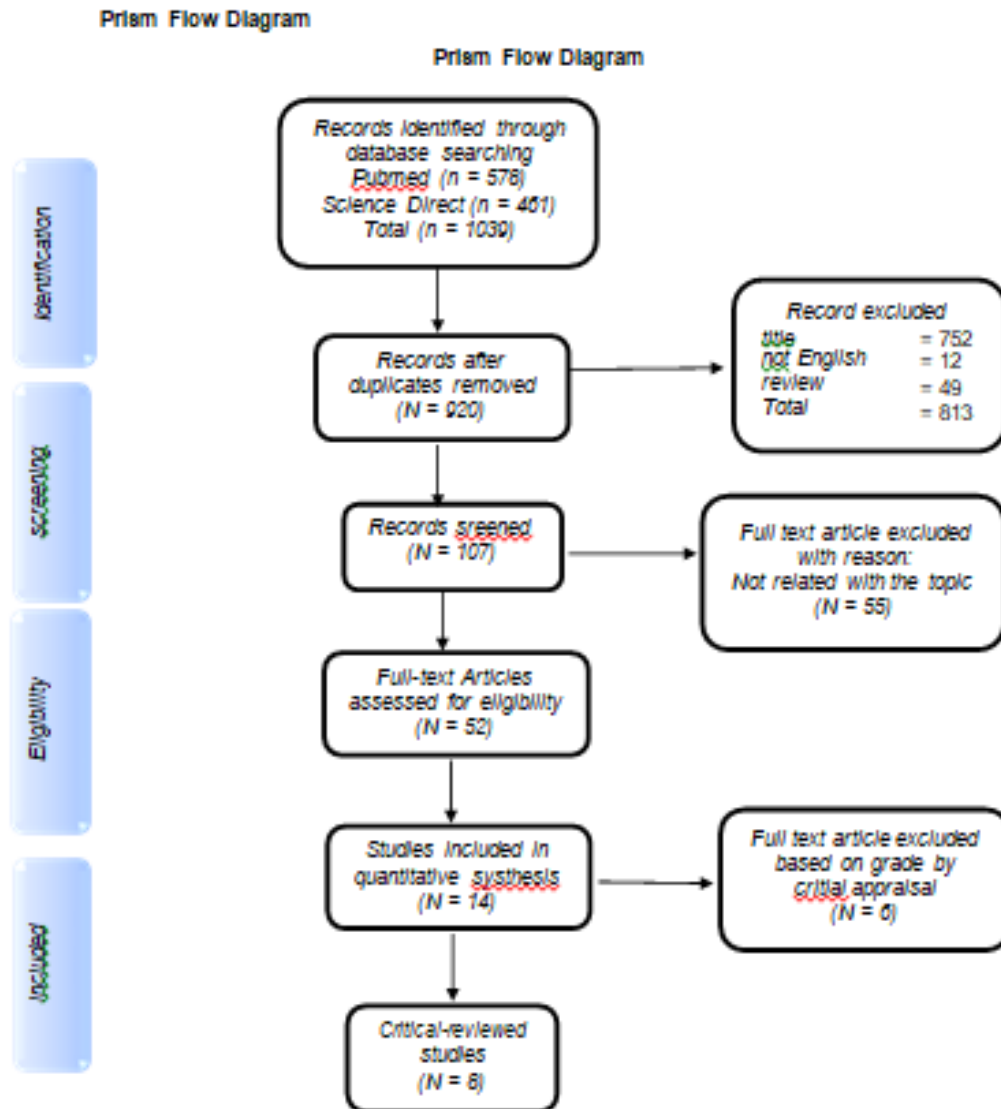 Prism Flow Diagram
Prism Flow Diagram
Records identified through
database searching
Pubmed (n = 578)
Science Direct (n = 461)
Total (n = 1039)
identification
Records after
duplicates removed
(N = 920)
Record excluded
title = 752
not English = 12
review = 49
Total = 813
screening
Records sreened
(N = 107)
Full text article excluded
with reason:
Not related with the topic
(N = 55)
Eligibility
Full-text Articles
assessed for eligibility
(N = 52)
Studies included in
quantitative systhesis
(N = 14)
Full text article excluded
based on grade by
critial appraisal
(N = 6)
Included
Critical-reviewed
studies
(N = 8)